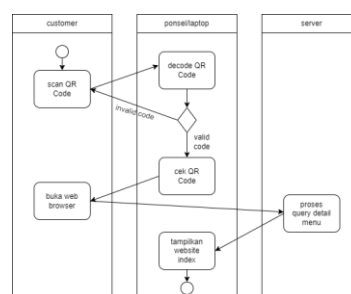 customer
ponsel/laptop
server
scan QR
Code
decode QR
Code
invalid code
valid
code
cek QR
Code
buka web
browser
proses
query detail
menu
tampilkan
website
index